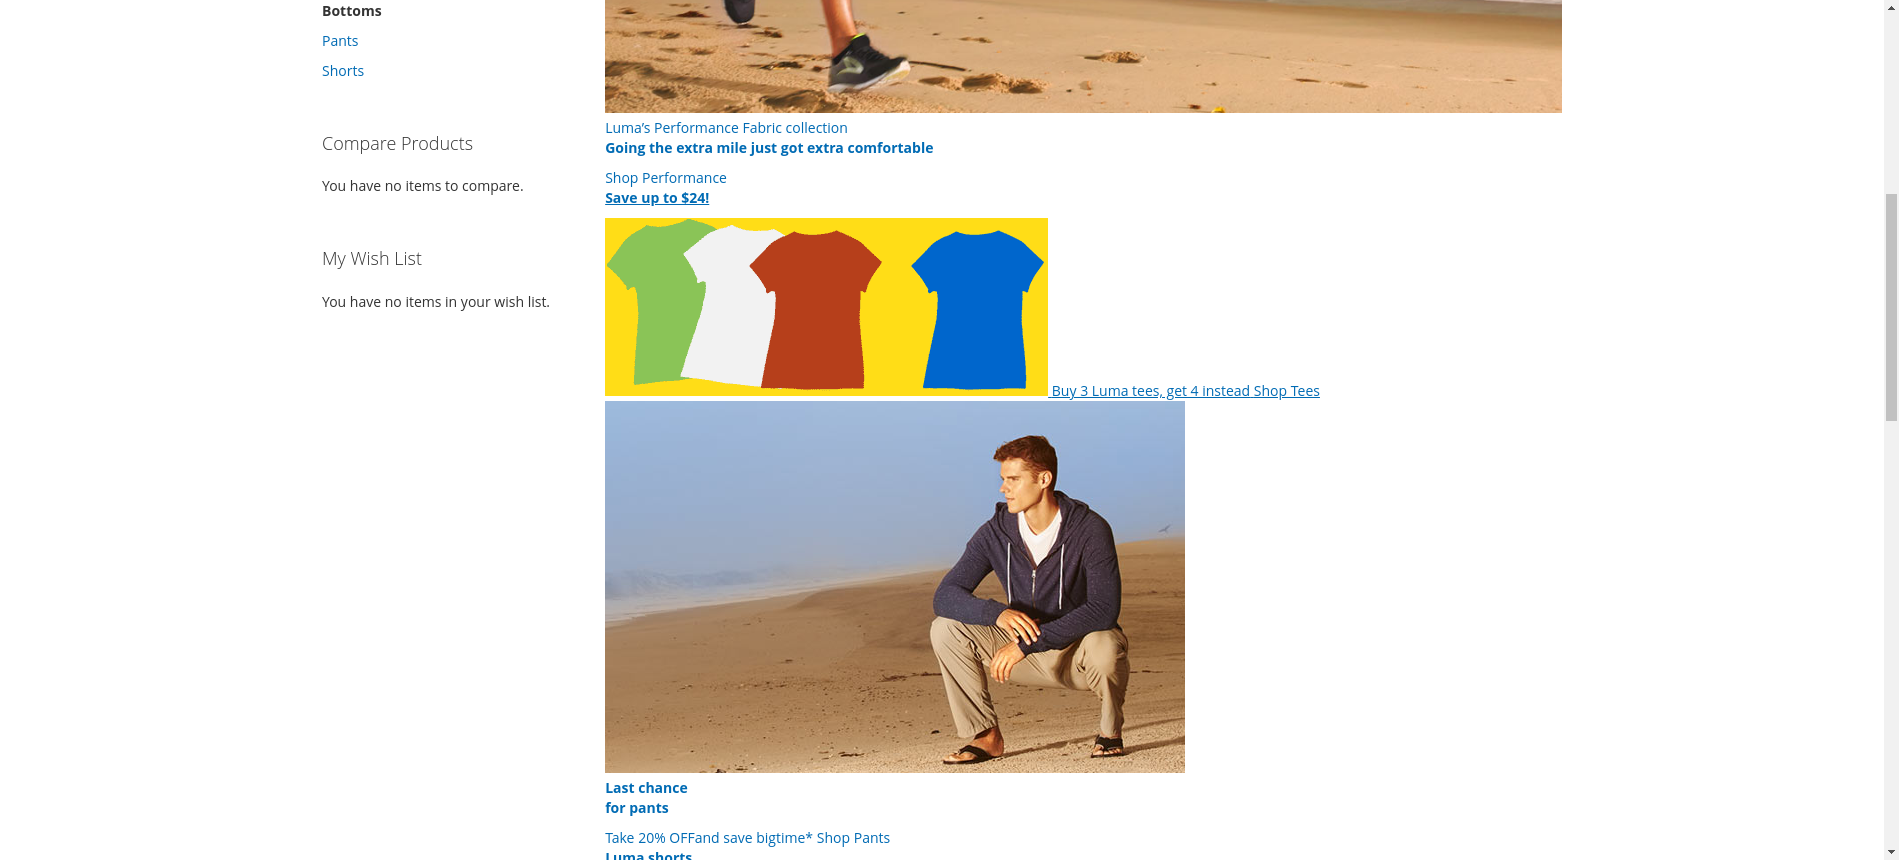 Bottoms
Pants
Shorts
Compare Products
You have no items to compare.
My Wish List
You have no items in your wish list.
Luma’s Performance Fabric collection
Going the extra mile just got extra comfortable
Shop Performance
Save up to $24!
Buy 3 Luma tees, get 4 instead Shop Tees
Last chance
for pants
Take 20% OFFand save bigtime* Shop Pants
Luma shorts